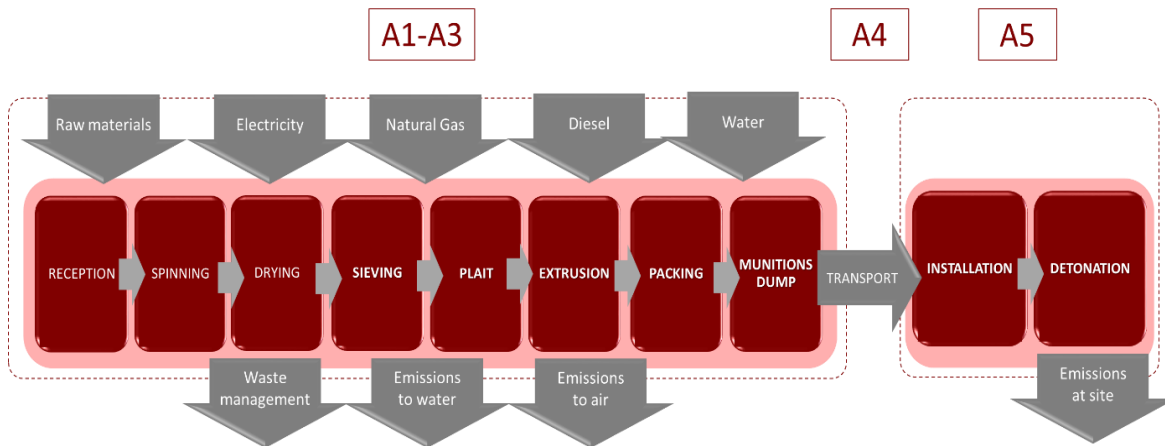 A1-A3
A4
A5
Raw materials
Electricity
Natural Gas
Diesel
Water
RECEPTION
SPINNING
DRYING
SIEVING
PLAIT
EXTRUSION
PACKING
MUNITIONS
DUMP
TRANSPORT
INSTALLATION
DETONATION
Waste
management
Emissions
to water
Emissions
to air
Emissions
at site